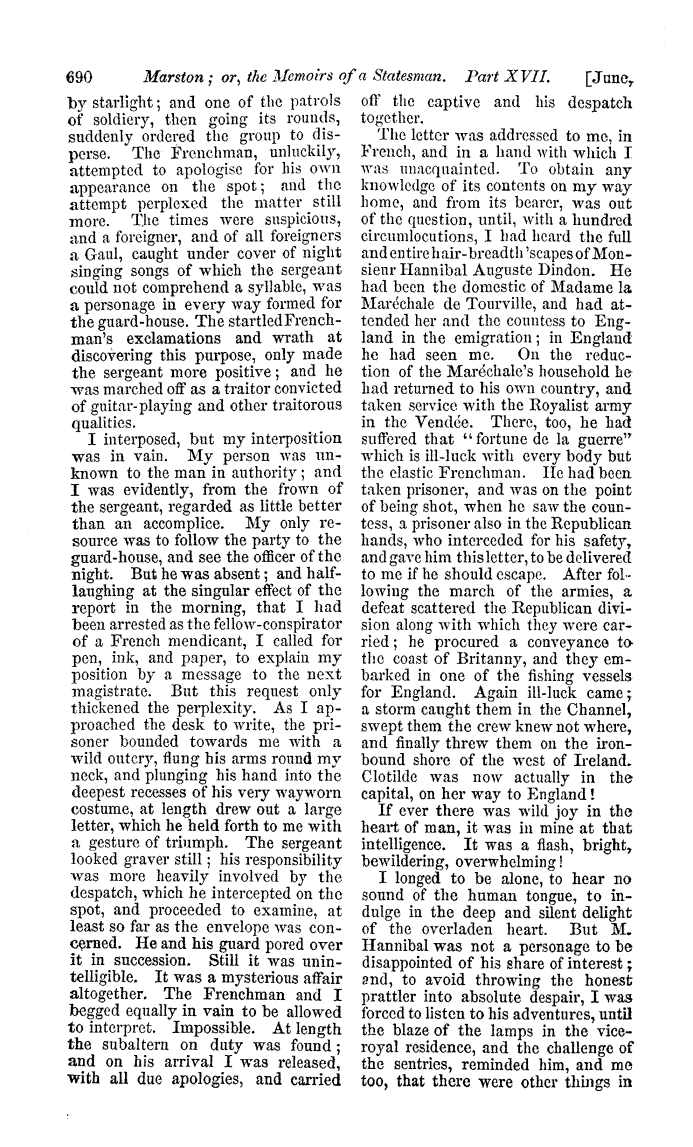 690 Marston; or, the Memoirs of a Statesman. Part XVII. [June,
by starlight; and one of the patrols
of soldiery, then going its rounds,
suddenly ordered the group to dis-
perse. The Frenchman, unluckily,
attempted to apologise for his own
appearance on the spot; and the
attempt perplexed the matter still
more. The times were suspicious,
and a foreigner, and of all foreigners
a Gaul, caught under cover of night
singing songs of which the sergeant
could not comprehend a syllable, was
a personage in every way formed for
the guard-house. The startled French-
man's exclamations and wrath at
discovering this purpose, only made
the sergeant more positive; and he
was marched off as a traitor convicted
of guitar-playing and other traitorous
qualities.
I interposed, but my interposition
was in vain. My person was un-
known to the man in authority; and
I was evidently, from the frown of
the sergeant, regarded as little better
than an accomplice. My only re-
source was to follow the party to the
guard-house, and see the officer of the
night. But he was absent; and half-
laughing at the singular effect of the
report in the morning, that I had
been arrested as the fellow-conspirator
of a French mendicant, I called for
pen, ink, and paper, to explain my
position by a message to the next
magistrate. But this request only
thickened the perplexity. As I ap-
proached the desk to write, the pri-
soner bounded towards me with a
wild outcry, flung his arms round my
neck, and plunging his hand into the
deepest recesses of his very wayworn
costume, at length drew out a large
letter, which he held forth to me with
a gesture of triumph. The sergeant
looked graver still; his responsibility
was more heavily involved by the
despatch, which he intercepted on the
spot, and proceeded to examine, at
least so far as the envelope was con-
cerned. He and his guard pored over
it in succession. Still it was unin-
telligible. It was a mysterious affair
altogether. The Frenchman and I
begged equally in vain to be allowed
to interpret. Impossible. At length
the subaltern on duty was found;
and on his arrival I was released,
with all due apologies, and carried
off the captive and his despatch
together.
The letter was addressed to me, in
French, and in a hand with which I
was unacquainted. To obtain any
knowledge of its contents on my way
home, and from its bearer, was out
of the question, until, with a hundred
circumlocutions, I had heard the full
and entire hair-breadth 'scapes of Mon-
sieur Hannibal Auguste Dindon. He
had been the domestic of Madame la
Maréchale de Tourville, and had at-
tended her and the countess to Eng-
land in the emigration; in England
he had seen me. On the reduc-
tion of the Maréchale's household he
had returned to his own country, and
taken service with the Royalist army
in the Vendée. There, too, he had
suffered that "fortune de la guerre"
which is ill-luck with every body but
the elastic Frenchman. He had been
taken prisoner, and was on the point
of being shot, when he saw the coun-
tess, a prisoner also in the Republican
hands, who interceded for his safety,
and gave him this letter, to be delivered
to me if he should escape. After fol-
lowing the march of the armies, a
defeat scattered the Republican divi-
sion along with which they were car-
ried; he procured a conveyance to
the coast of Britanny, and they em-
barked in one of the fishing vessels
for England. Again ill-luck came;
a storm caught them in the Channel,
swept them the crew knew not where,
and finally threw them on the iron-
bound shore of the west of Ireland.
Clotilde was now actually in the
capital, on her way to England!
If ever there was wild joy in the
heart of man, it was in mine at that
intelligence. It was a flash, bright,
bewildering, overwhelming!
I longed to be alone, to hear no
sound of the human tongue, to in-
dulge in the deep and silent delight
of the overladen heart. But M.
Hannibal was not a personage to be
disappointed of his share of interest;
and, to avoid throwing the honest
prattler into absolute despair, I was
forced to listen to his adventures, until
the blaze of the lamps in the vice-
royal residence, and the challenge of
the sentries, reminded him, and me
too, that there were other things in